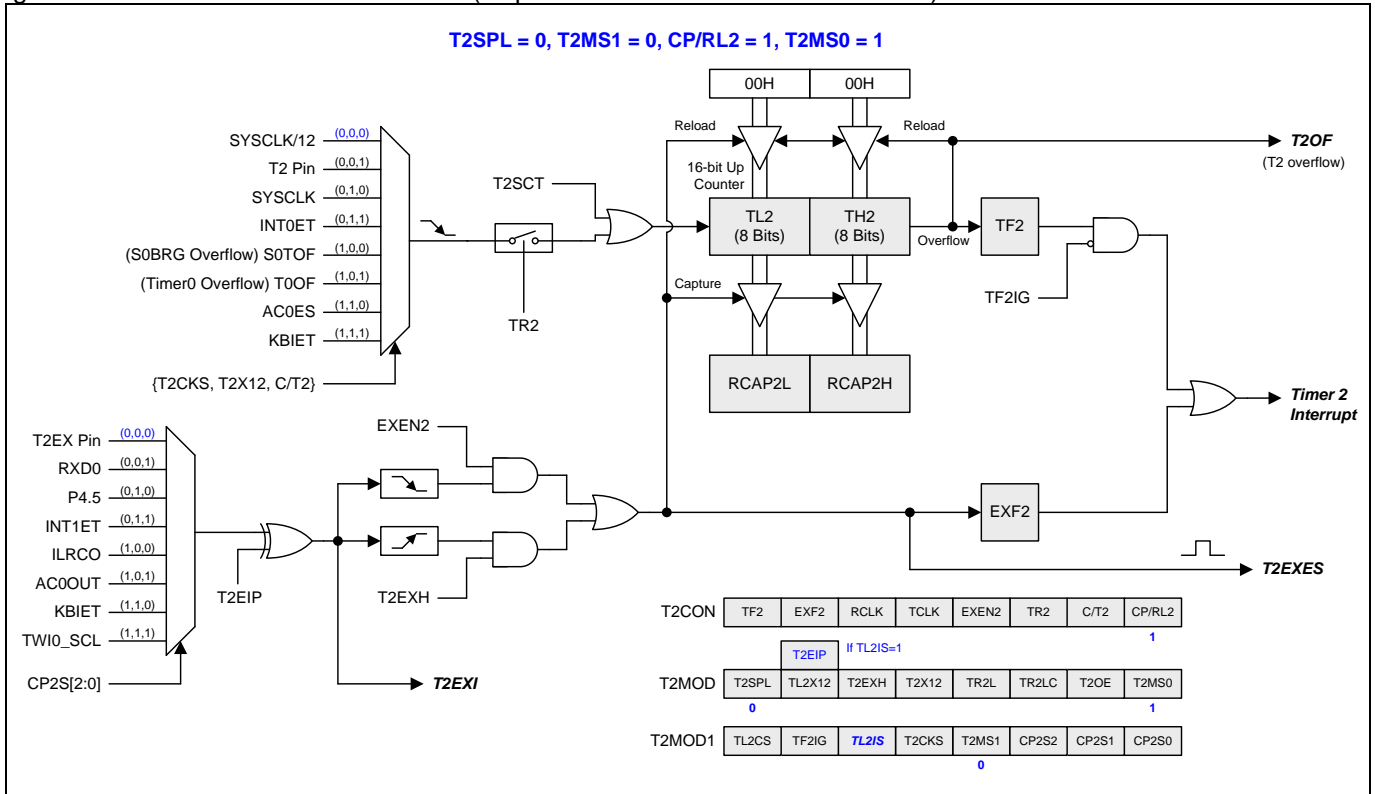 T2SPL = 0, T2MS1 = 0, CP/RL2 = 1, T2MS0 = 1
00H 00H
Reload Reload
SYSCLK/12 (0,0,0)
T2 Pin (0,0,1)
SYSCLK (0,1,0)
INT0ET (0,1,1)
(S0BRG Overflow) S0TOF (1,0,0)
(Timer0 Overflow) T0OF (1,0,1)
AC0ES (1,1,0)
KBIET (1,1,1)
{T2CKS, T2X12, C/T2}
T2SCT
TR2
16-bit Up
Counter
TL2
(8 Bits)
TH2
(8 Bits)
Overflow
TF2
T2OF
(T2 overflow)
TF2IG
Capture
RCAP2L RCAP2H
Timer 2
Interrupt
T2EX Pin (0,0,0)
RXD0 (0,0,1)
P4.5 (0,1,0)
INT1ET (0,1,1)
ILRCO (1,0,0)
AC0OUT (1,0,1)
KBIET (1,1,0)
TWI0_SCL (1,1,1)
CP2S[2:0]
T2EIP
EXEN2
T2EXH
T2EXI
EXF2
T2EXES
T2CON TF2 EXF2 RCLK TCLK EXEN2 TR2 C/T2 CP/RL2
1
T2EIP If TL2IS=1
T2MOD T2SPL TL2X12 T2EXH T2X12 TR2L TR2LC T2OE T2MS0
0 1
T2MOD1 TL2CS TF2IG TL2IS T2CKS T2MS1 CP2S2 CP2S1 CP2S0
0